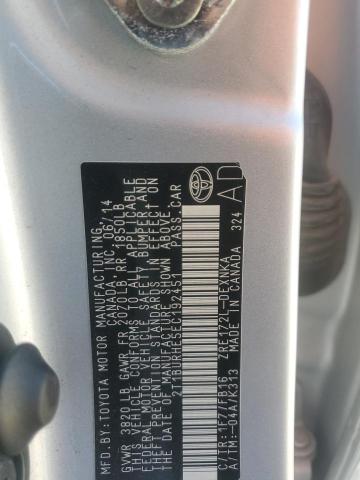 MFD.BY:TOYOTA MOTOR MANUFACTURING,
CANADA, INC. 06/14
GVWR 3820LB GAWR FR 2070LB RR 1850LB
THIS VEHICLE CONFORMS TO ALL APPLICABLE
FEDERAL MOTOR VEHICLE SAFETY BUMPER AND
THEFT PREVENTION STANDARDS IN EFFECT ON
THE DATE OF MANUFACTURE SHOWN ABOVE.
2T1BURHE5EC192451 PASS.CAR
C/TR:1F7/FB16 ZRE172L-DEXNKA
A/TM:-04A/K313 MADE IN CANADA 324
AD
TOYOTA